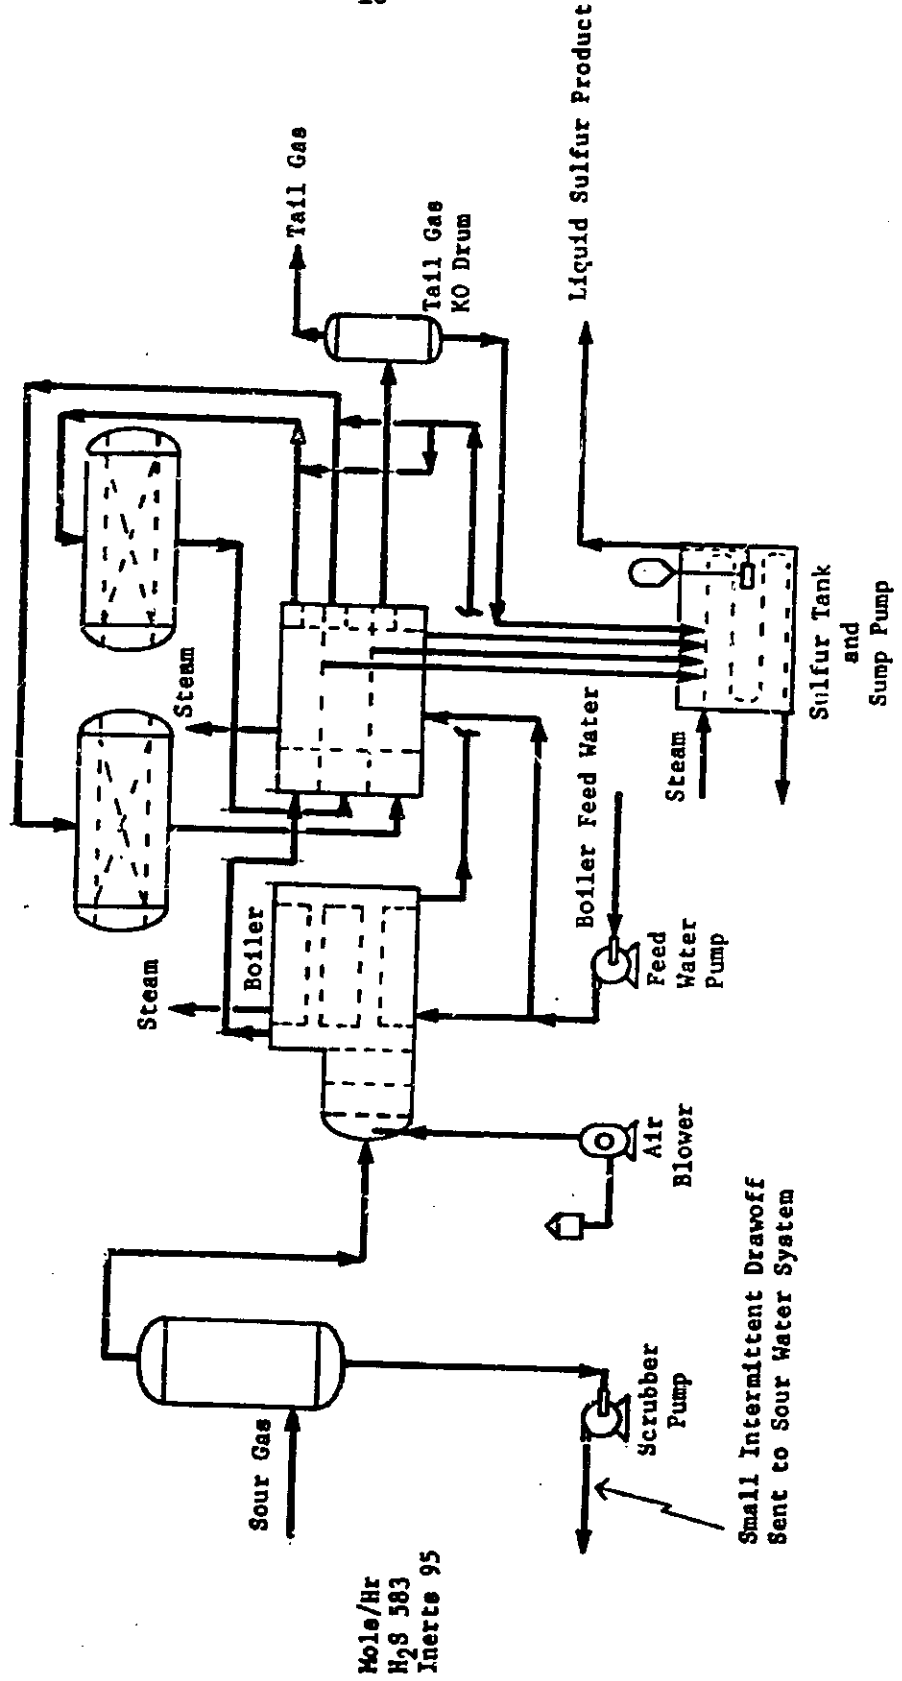 Mole/Hr
H2S 583
Inerts 95
Sour Gas
Scrubber
Pump
Small Intermittent Drawoff
Sent to Sour Water System
Air
Blower
Steam
Boiler
Feed
Water
Pump
Boiler Feed Water
Steam
Steam
Sulfur Tank
and
Sump Pump
Tail Gas
Tail Gas
KO Drum
Liquid Sulfur Product